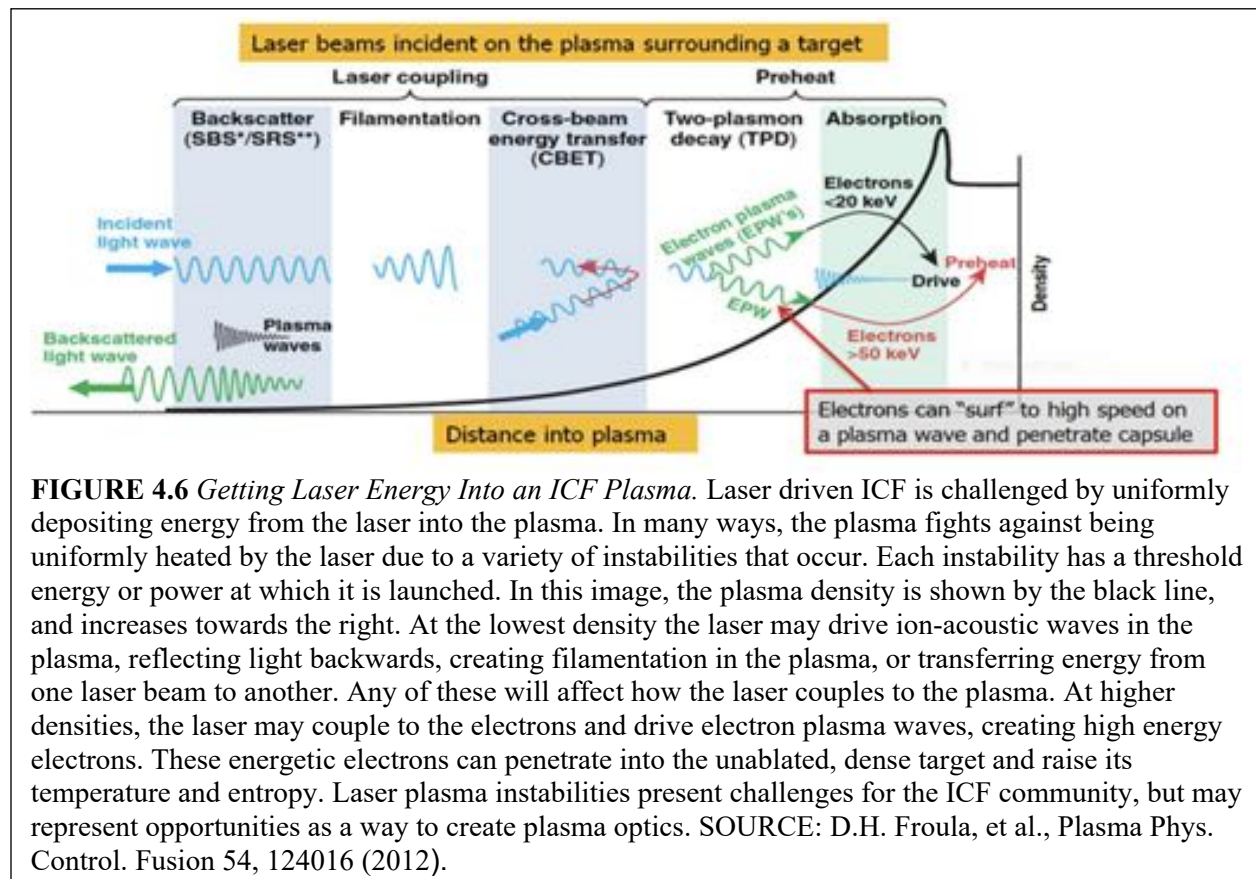 Laser beams incident on the plasma surrounding a target
Laser coupling
Preheat
Backscatter
(SBS*/SRS**)
Filamentation
Cross-beam
energy transfer
(CBET)
Two-plasmon
decay (TPD)
Absorption
Incident
light wave
Backscattered
light wave
Plasma
waves
Electron plasma
waves (EPW's)
EPW
Electrons
<20 keV
Preheat
Drive
Electrons
>50 keV
Density
Electrons can "surf" to high speed on
a plasma wave and penetrate capsule
Distance into plasma
FIGURE 4.6 Getting Laser Energy Into an ICF Plasma. Laser driven ICF is challenged by uniformly
depositing energy from the laser into the plasma. In many ways, the plasma fights against being
uniformly heated by the laser due to a variety of instabilities that occur. Each instability has a threshold
energy or power at which it is launched. In this image, the plasma density is shown by the black line,
and increases towards the right. At the lowest density the laser may drive ion-acoustic waves in the
plasma, reflecting light backwards, creating filamentation in the plasma, or transferring energy from
one laser beam to another. Any of these will affect how the laser couples to the plasma. At higher
densities, the laser may couple to the electrons and drive electron plasma waves, creating high energy
electrons. These energetic electrons can penetrate into the unablated, dense target and raise its
temperature and entropy. Laser plasma instabilities present challenges for the ICF community, but may
represent opportunities as a way to create plasma optics. SOURCE: D.H. Froula, et al., Plasma Phys.
Control. Fusion 54, 124016 (2012).